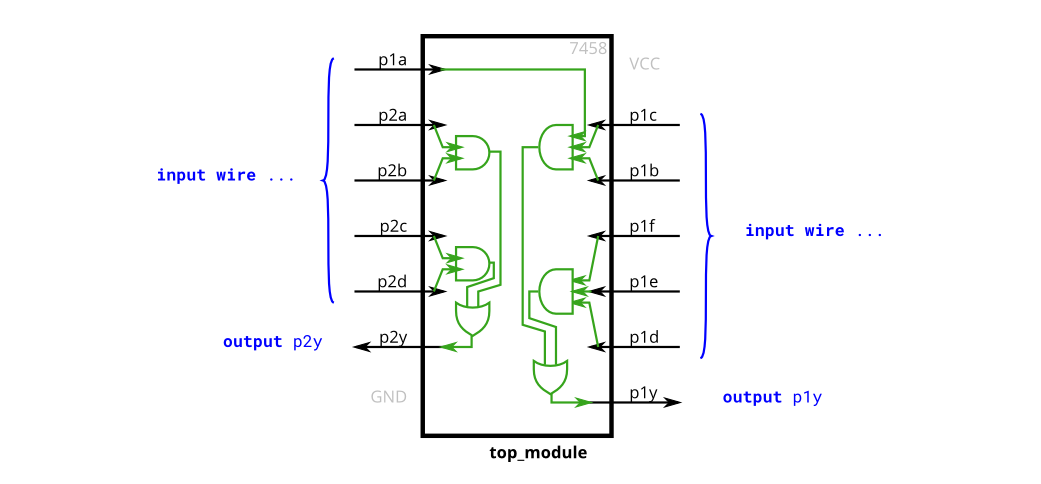 7458
p1a
VCC
p2a
p1c
p2b
p1b
input wire ...
p2c
p1f
input wire ...
p2d
p1e
p2y
p1d
output p2y
GND
p1y
output p1y
top_module